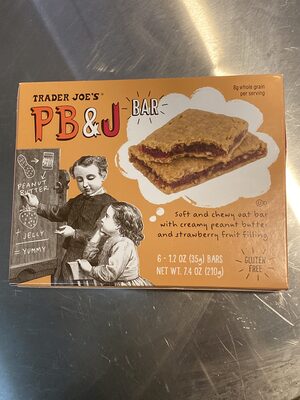 TRADER JOE'S™
PB&J BAR
8g whole grain
per serving
PEANUT
BUTTER
+ JELLY
= YUMMY
Soft and chewy oat bar
with creamy peanut butter
and strawberry fruit filling
6 - 1.2 OZ (35g) BARS
NET WT. 7.4 OZ (210g)
GLUTEN
FREE